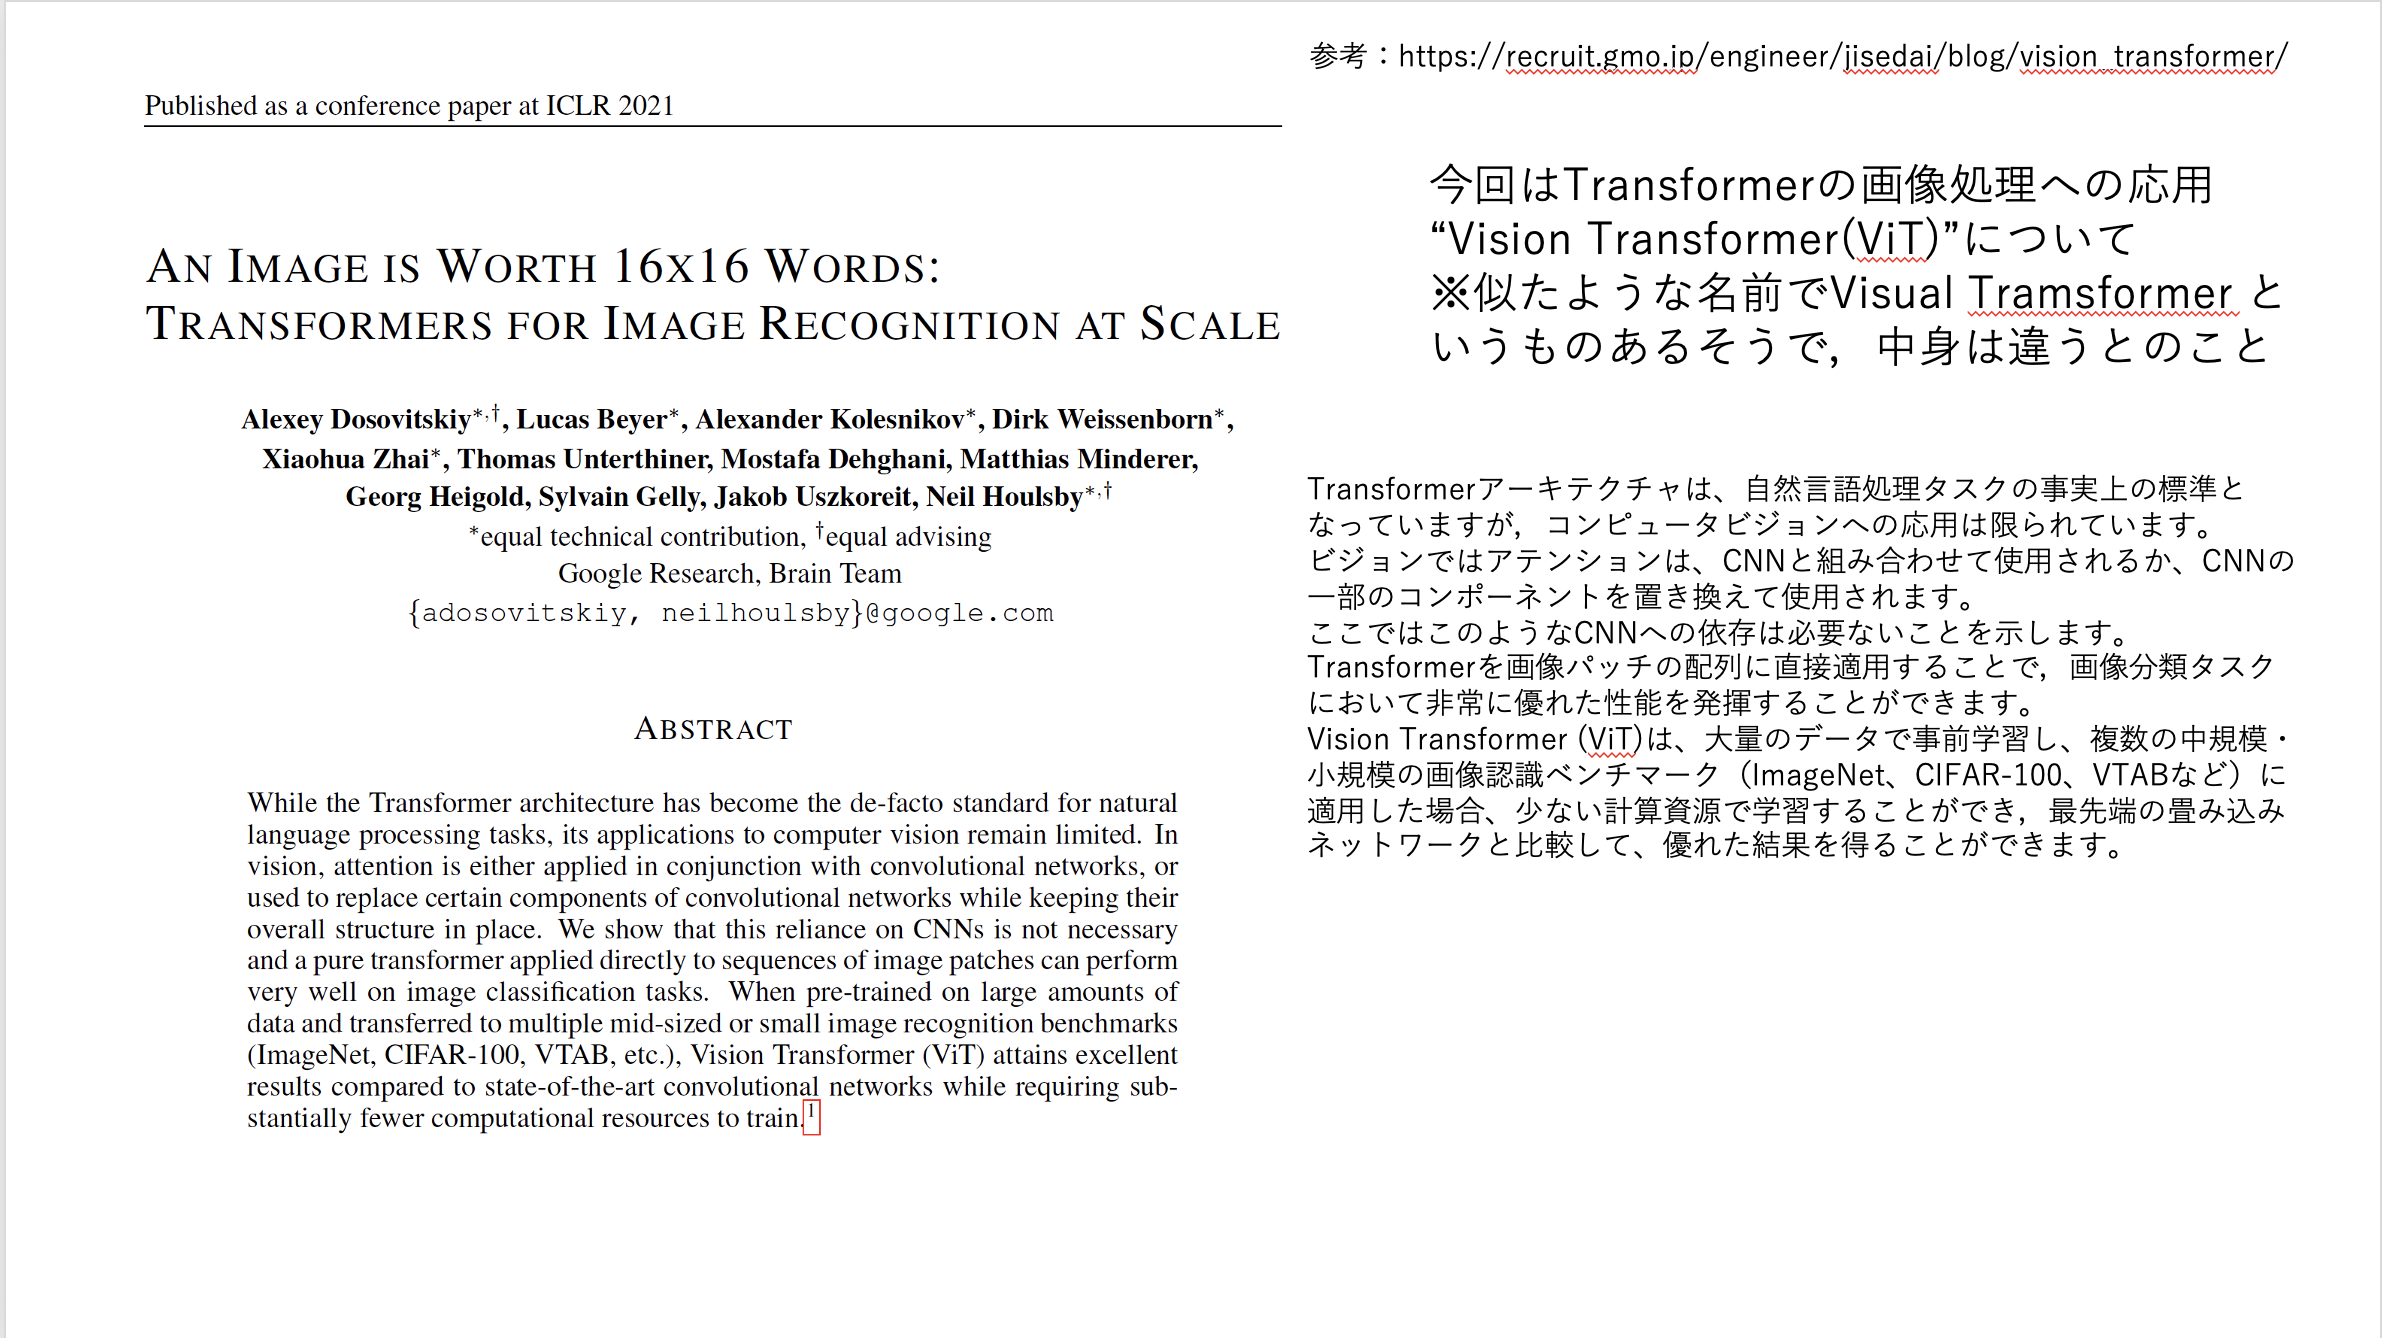 Published as a conference paper at ICLR 2021
AN IMAGE IS WORTH 16X16 WORDS:
TRANSFORMERS FOR IMAGE RECOGNITION AT SCALE
Alexey Dosovitskiy*,†, Lucas Beyer*, Alexander Kolesnikov*, Dirk Weissenborn*,
Xiaohua Zhai*, Thomas Unterthiner, Mostafa Dehghani, Matthias Minderer,
Georg Heigold, Sylvain Gelly, Jakob Uszkoreit, Neil Houlsby*,†
*equal technical contribution, †equal advising
Google Research, Brain Team
{adosovitskiy, neilhoulsby}@google.com
ABSTRACT
While the Transformer architecture has become the de-facto standard for natural
language processing tasks, its applications to computer vision remain limited. In
vision, attention is either applied in conjunction with convolutional networks, or
used to replace certain components of convolutional networks while keeping their
overall structure in place. We show that this reliance on CNNs is not necessary
and a pure transformer applied directly to sequences of image patches can perform
very well on image classification tasks. When pre-trained on large amounts of
data and transferred to multiple mid-sized or small image recognition benchmarks
(ImageNet, CIFAR-100, VTAB, etc.), Vision Transformer (ViT) attains excellent
results compared to state-of-the-art convolutional networks while requiring sub-
stantially fewer computational resources to train.1
参考：https://recruit.gmo.jp/engineer/jisedai/blog/vision_transformer/
今回はTransformerの画像処理への応用
“Vision Transformer(ViT)”について
※似たような名前でVisual Tramsformer と
いうものあるそうで，中身は違うとのこと
Transformerアーキテクチャは、自然言語処理タスクの事実上の標準と
なっていますが，コンピュータビジョンへの応用は限られています。
ビジョンではアテンションは、CNNと組み合わせて使用されるか、CNNの
一部のコンポーネントを置き換えて使用されます。
ここではこのようなCNNへの依存は必要ないことを示します。
Transformerを画像パッチの配列に直接適用することで，画像分類タスク
において非常に優れた性能を発揮することができます。
Vision Transformer (ViT)は、大量のデータで事前学習し、複数の中規模・
小規模の画像認識ベンチマーク（ImageNet、CIFAR-100、VTABなど）に
適用した場合、少ない計算資源で学習することができ，最先端の畳み込み
ネットワークと比較して、優れた結果を得ることができます。